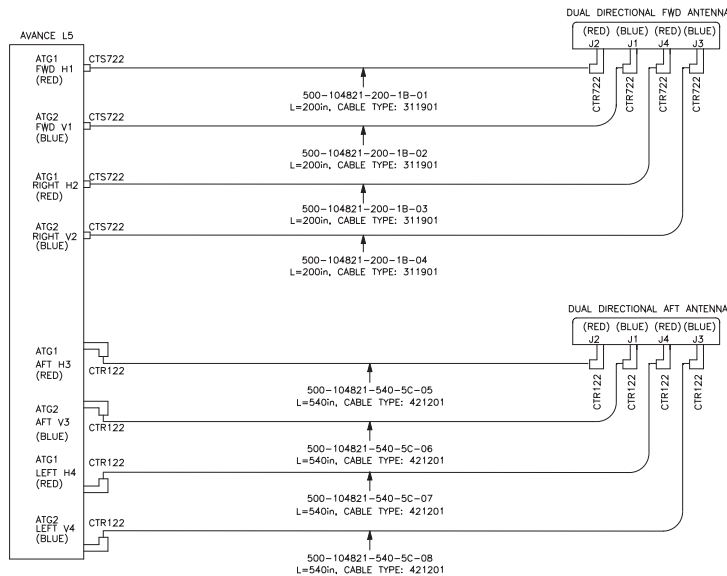 DUAL DIRECTIONAL FWD ANTENNA
(RED) (BLUE) (RED) (BLUE)
J2 J1 J4 J3
CTR722 CTR722 CTR722 CTR722
AVANCE L5
ATG1
FWD H1
(RED)
CTS722
500-104821-200-1B-01
L=200in, CABLE TYPE: 311901
ATG2
FWD V1
(BLUE)
CTS722
500-104821-200-1B-02
L=200in, CABLE TYPE: 311901
ATG1
RIGHT H2
(RED)
CTS722
500-104821-200-1B-03
L=200in, CABLE TYPE: 311901
ATG2
RIGHT V2
(BLUE)
CTS722
500-104821-200-1B-04
L=200in, CABLE TYPE: 311901
DUAL DIRECTIONAL AFT ANTENNA
(RED) (BLUE) (RED) (BLUE)
J2 J1 J4 J3
CTR122 CTR122 CTR122 CTR122
ATG1
AFT H3
(RED)
CTR122
500-104821-540-5C-05
L=540in, CABLE TYPE: 421201
ATG2
AFT V3
(BLUE)
CTR122
500-104821-540-5C-06
L=540in, CABLE TYPE: 421201
ATG1
LEFT H4
(RED)
CTR122
500-104821-540-5C-07
L=540in, CABLE TYPE: 421201
ATG2
LEFT V4
(BLUE)
CTR122
500-104821-540-5C-08
L=540in, CABLE TYPE: 421201